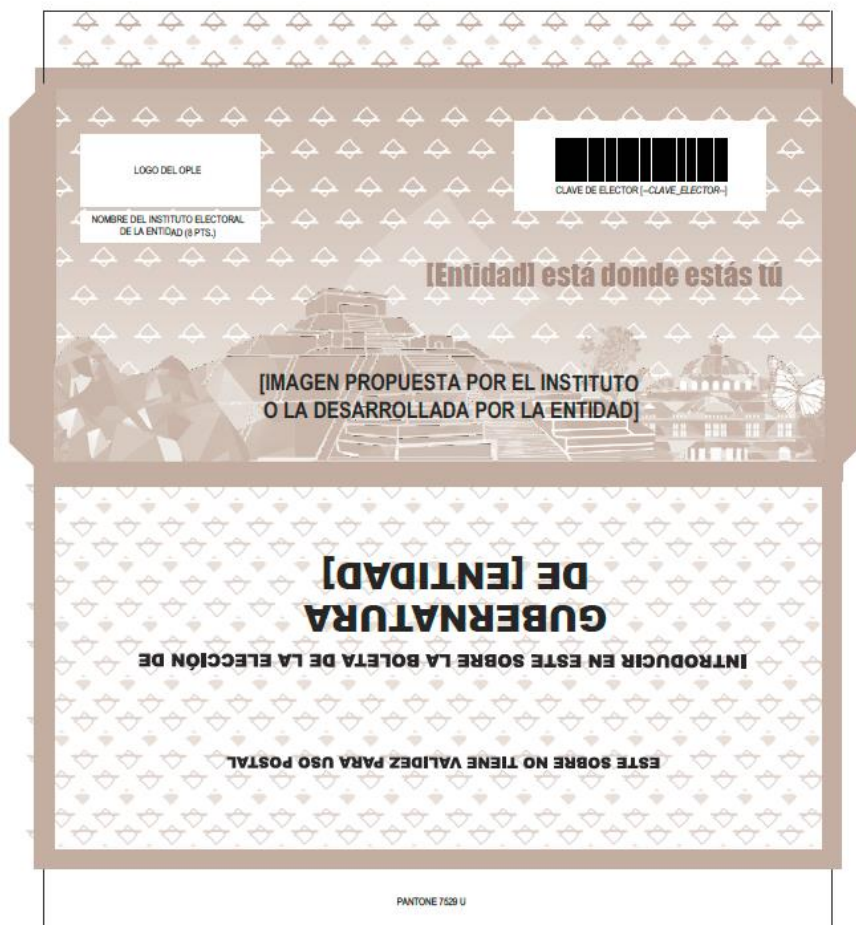 LOGO DEL OPLE
NOMBRE DEL INSTITUTO ELECTORAL
DE LA ENTIDAD (8 PTS.)
CLAVE DE ELECTOR [--CLAVE_ELECTOR--]
[Entidad] está donde estás tú
[IMAGEN PROPUESTA POR EL INSTITUTO
O LA DESARROLLADA POR LA ENTIDAD]
ESTE SOBRE NO TIENE VALIDEZ PARA USO POSTAL
INTRODUCIR EN ESTE SOBRE LA BOLETA DE LA ELECCIÓN DE
GUBERNATURA
DE [ENTIDAD]
PANTONE 7529 U